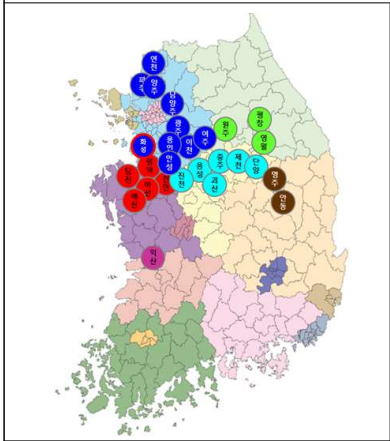 연천
파주
양주
남양주
광주
화성
용인
이천
여주
안성
원주
평창
영월
진천
음성
괴산
충주
제천
단양
영주
안동
당진
평택
아산
예산
천안
익산